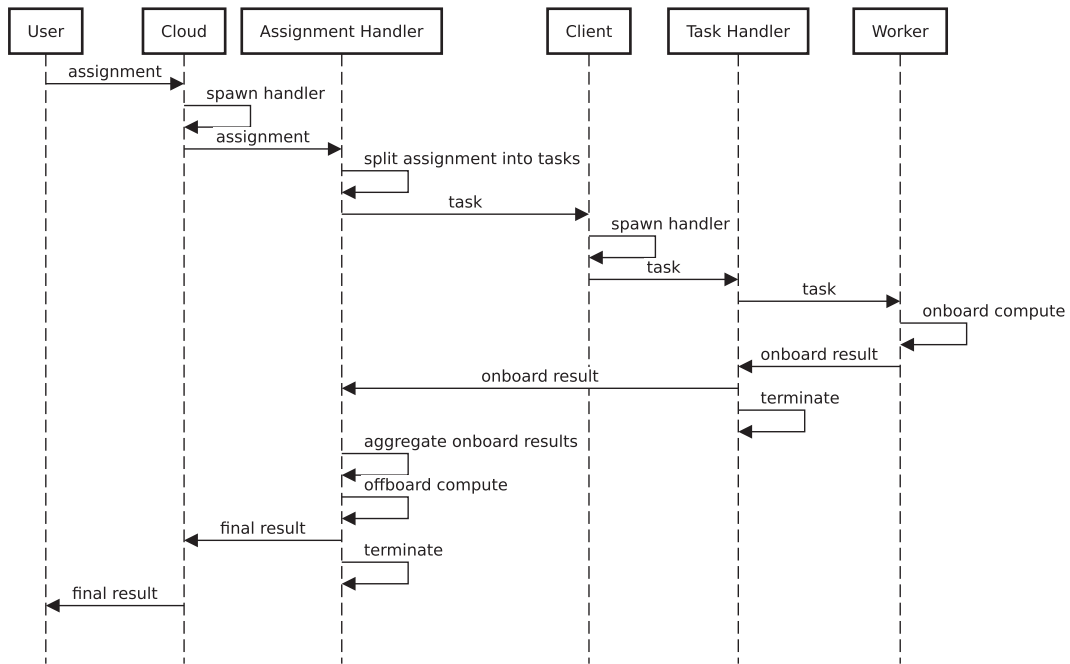 User
Cloud
Assignment Handler
Client
Task Handler
Worker
assignment
spawn handler
assignment
split assignment into tasks
task
spawn handler
task
task
onboard compute
onboard result
onboard result
terminate
aggregate onboard results
offboard compute
final result
terminate
final result